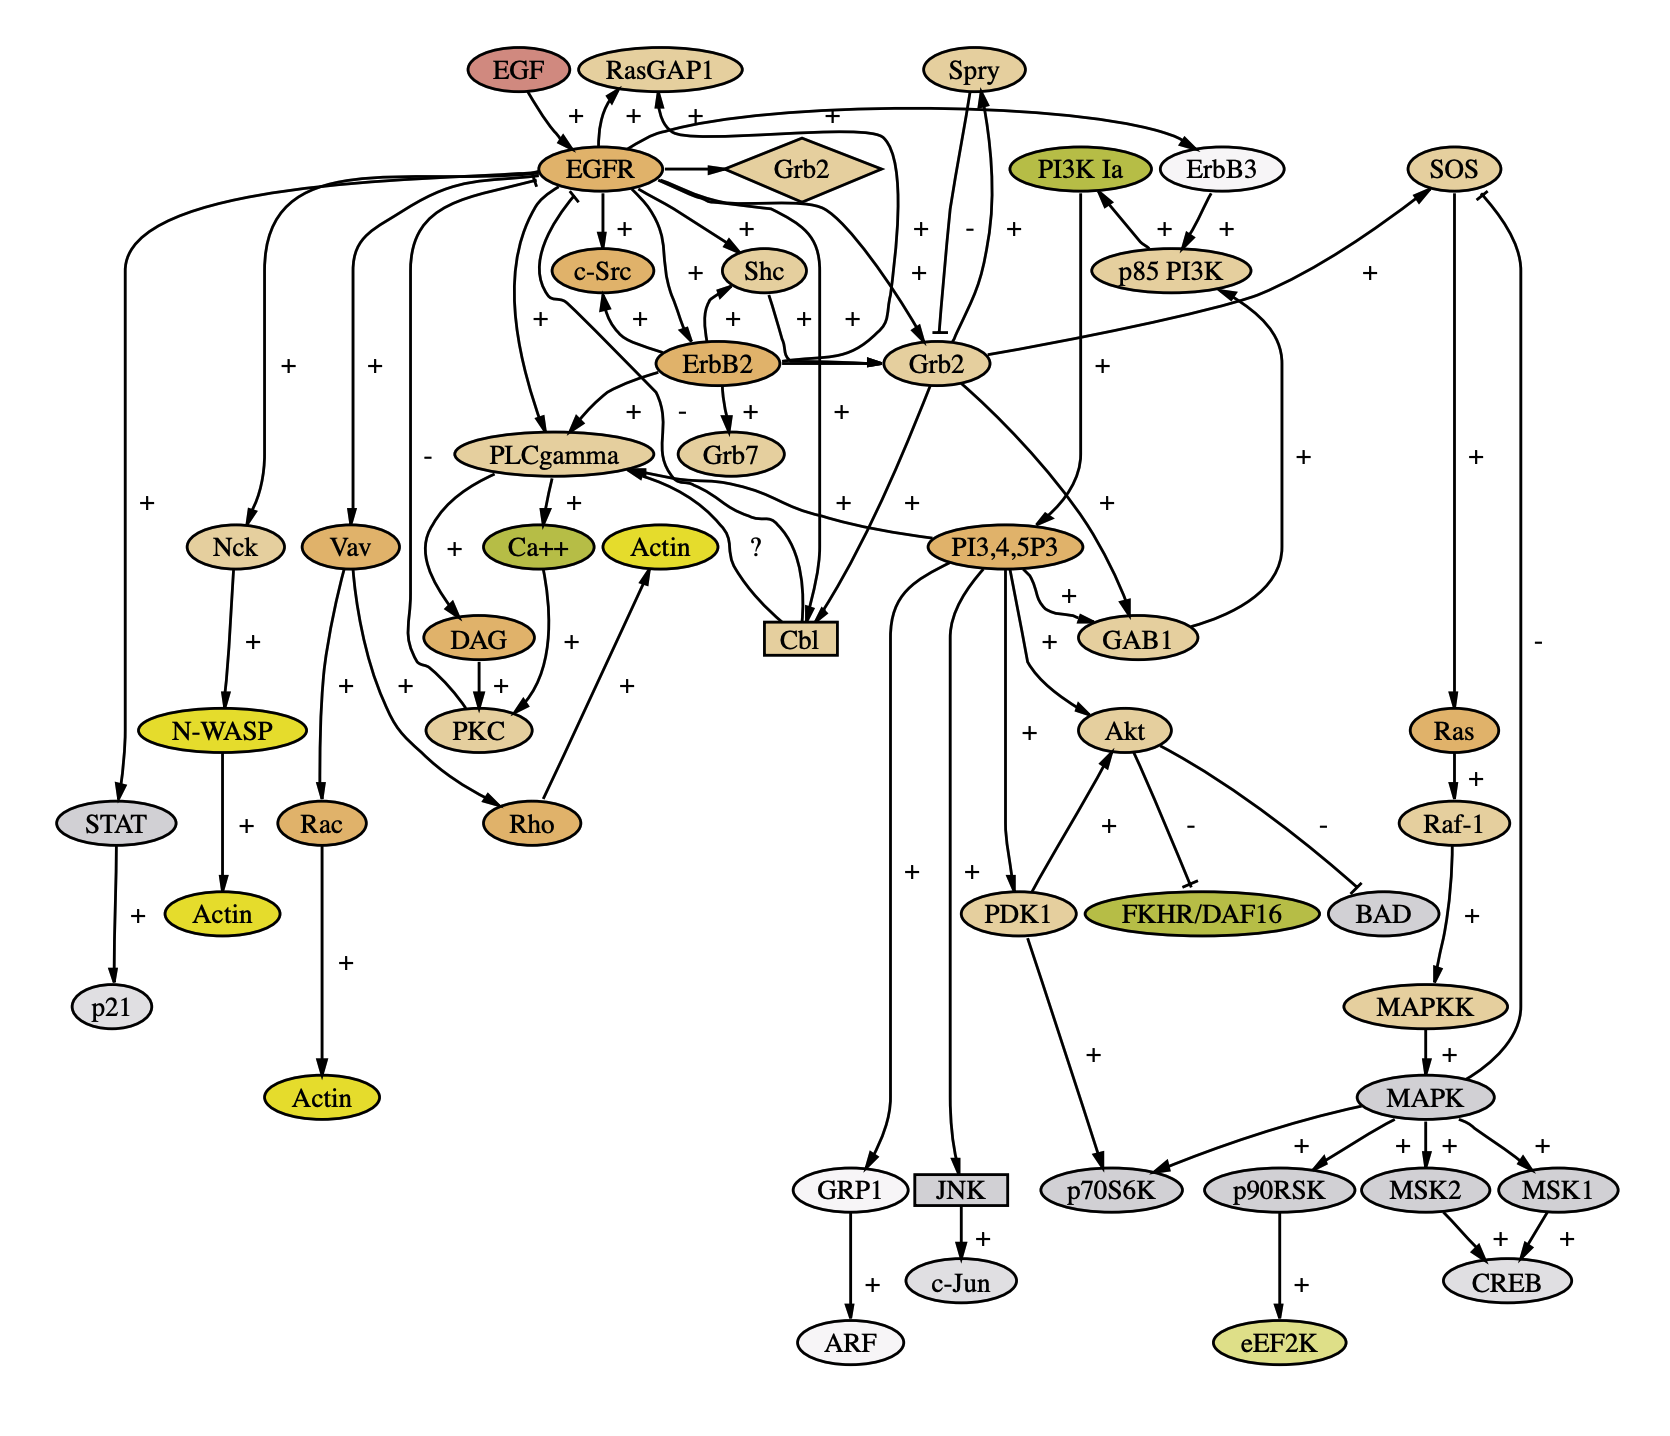 EGF
RasGAP1
Spry
+ + + +
EGFR
Grb2
PI3K Ia
ErbB3
SOS
+ + + - + + +
c-Src
Shc
p85 PI3K
+ + +
+ + + + +
ErbB2
Grb2
+ + +
+ - + +
PLCgamma
Grb7
- + +
+ + + + +
Nck
Vav
Ca++
Actin
PI3,4,5P3
+ ?
+
DAG
Cbl
GAB1
+ + + -
+ + + +
N-WASP
PKC
Akt
Ras
+
+
STAT
Rac
Rho
Raf-1
+ + - -
+ +
Actin
PDK1
FKHR/DAF16
BAD
+ +
+
p21
MAPKK
+ +
Actin
MAPK
+ + + +
GRP1
JNK
p70S6K
p90RSK
MSK2
MSK1
+ + +
c-Jun
CREB
+ +
ARF
eEF2K